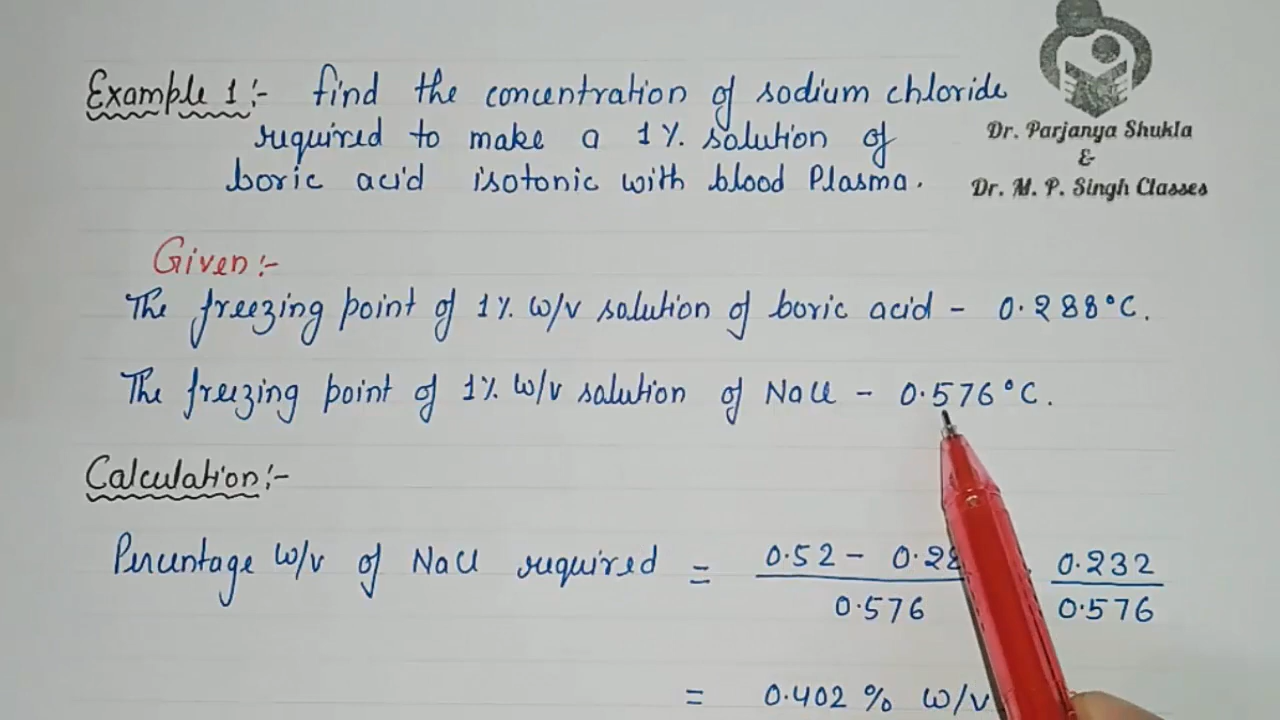 Example 1:- find the concentration of sodium chloride
required to make a 1% solution of
boric acid isotonic with blood Plasma.
Dr. Parjanya Shukla
&
Dr. M. P. Singh Classes
Given:-
The freezing point of 1% w/v solution of boric acid - 0.288°C.
The freezing point of 1% w/v solution of NaCl - 0.576°C.
Calculation:-
Percentage w/v of NaCl required = 0.52 - 0.28 0.232
0.576 0.576
= 0.402 % w/v